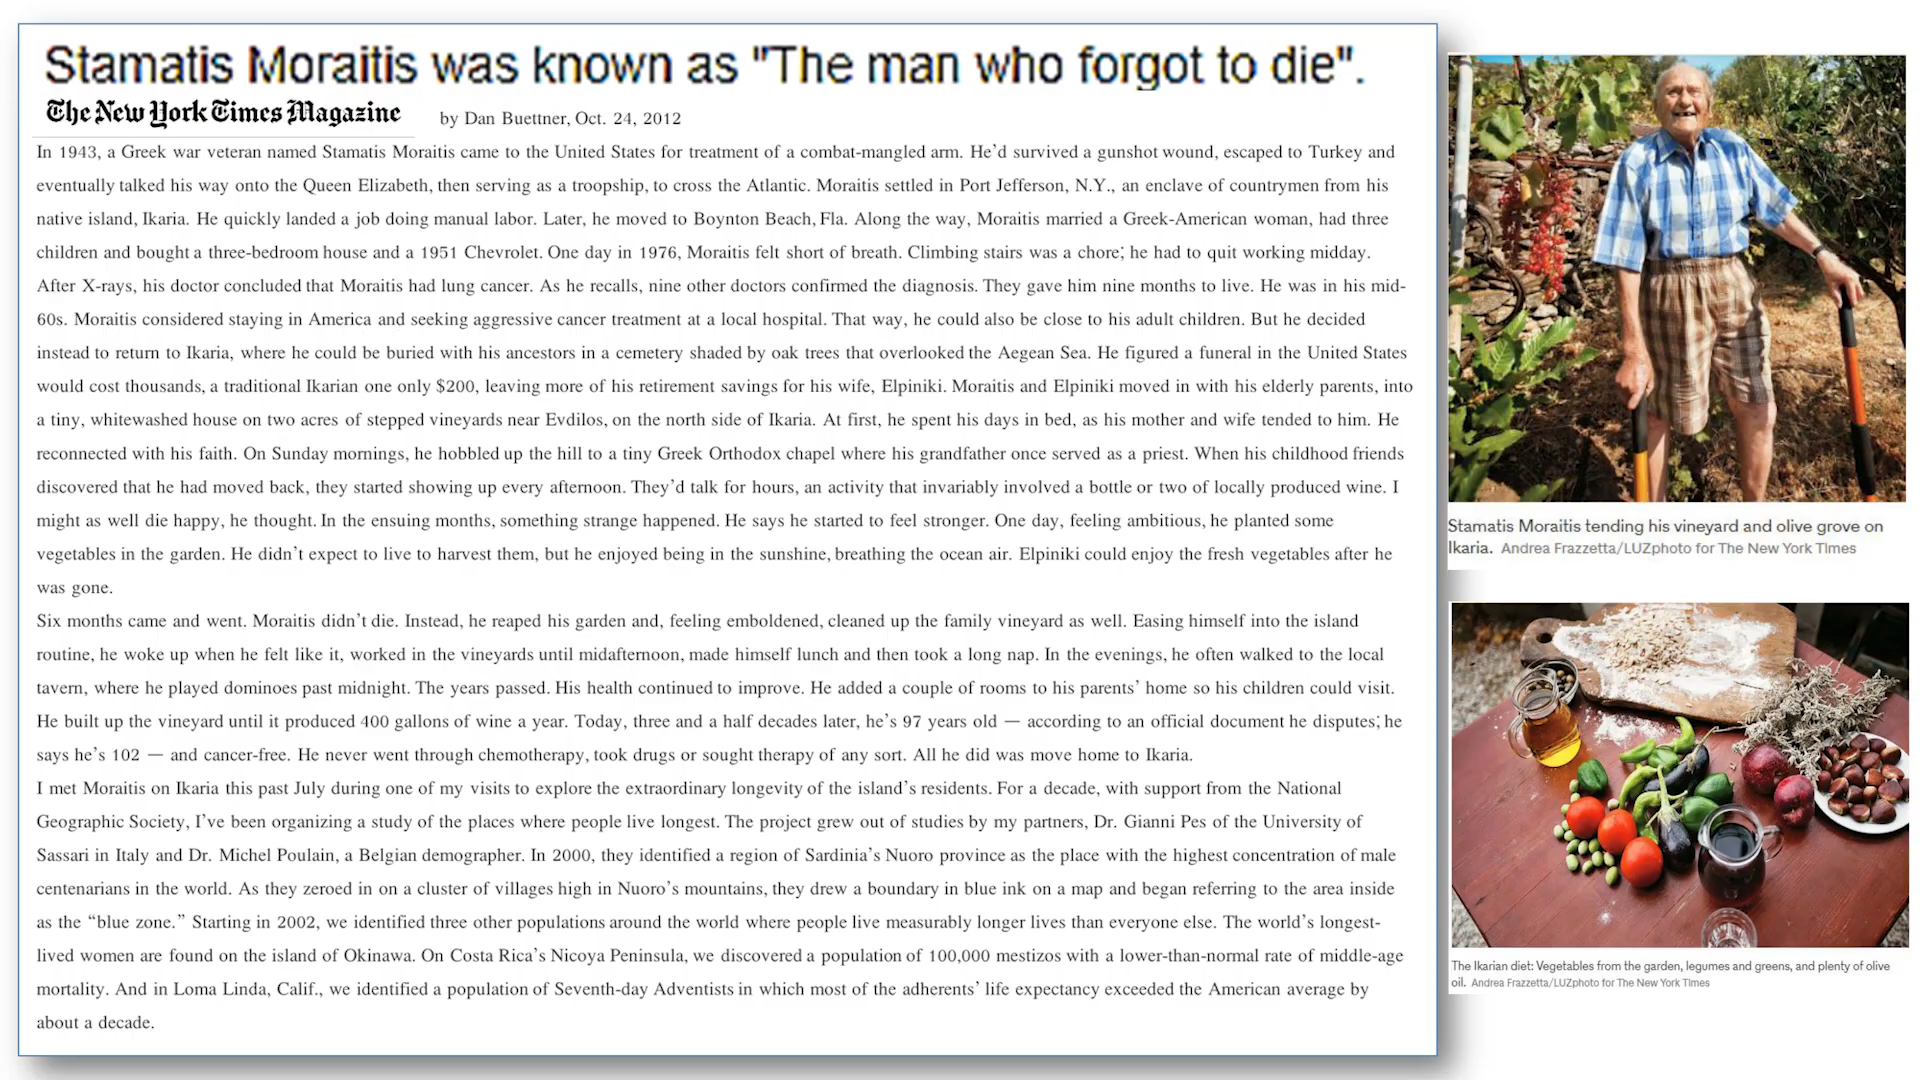 Stamatis Moraitis was known as "The man who forgot to die".
The New York Times Magazine by Dan Buettner, Oct. 24, 2012
In 1943, a Greek war veteran named Stamatis Moraitis came to the United States for treatment of a combat-mangled arm. He’d survived a gunshot wound, escaped to Turkey and
eventually talked his way onto the Queen Elizabeth, then serving as a troopship, to cross the Atlantic. Moraitis settled in Port Jefferson, N.Y., an enclave of countrymen from his
native island, Ikaria. He quickly landed a job doing manual labor. Later, he moved to Boynton Beach, Fla. Along the way, Moraitis married a Greek-American woman, had three
children and bought a three-bedroom house and a 1951 Chevrolet. One day in 1976, Moraitis felt short of breath. Climbing stairs was a chore; he had to quit working midday.
After X-rays, his doctor concluded that Moraitis had lung cancer. As he recalls, nine other doctors confirmed the diagnosis. They gave him nine months to live. He was in his mid-
60s. Moraitis considered staying in America and seeking aggressive cancer treatment at a local hospital. That way, he could also be close to his adult children. But he decided
instead to return to Ikaria, where he could be buried with his ancestors in a cemetery shaded by oak trees that overlooked the Aegean Sea. He figured a funeral in the United States
would cost thousands, a traditional Ikarian one only $200, leaving more of his retirement savings for his wife, Elpiniki. Moraitis and Elpiniki moved in with his elderly parents, into
a tiny, whitewashed house on two acres of stepped vineyards near Evdilos, on the north side of Ikaria. At first, he spent his days in bed, as his mother and wife tended to him. He
reconnected with his faith. On Sunday mornings, he hobbled up the hill to a tiny Greek Orthodox chapel where his grandfather once served as a priest. When his childhood friends
discovered that he had moved back, they started showing up every afternoon. They’d talk for hours, an activity that invariably involved a bottle or two of locally produced wine. I
might as well die happy, he thought. In the ensuing months, something strange happened. He says he started to feel stronger. One day, feeling ambitious, he planted some
vegetables in the garden. He didn’t expect to live to harvest them, but he enjoyed being in the sunshine, breathing the ocean air. Elpiniki could enjoy the fresh vegetables after he
was gone.
Six months came and went. Moraitis didn’t die. Instead, he reaped his garden and, feeling emboldened, cleaned up the family vineyard as well. Easing himself into the island
routine, he woke up when he felt like it, worked in the vineyards until midafternoon, made himself lunch and then took a long nap. In the evenings, he often walked to the local
tavern, where he played dominoes past midnight. The years passed. His health continued to improve. He added a couple of rooms to his parents’ home so his children could visit.
He built up the vineyard until it produced 400 gallons of wine a year. Today, three and a half decades later, he’s 97 years old — according to an official document he disputes; he
says he’s 102 — and cancer-free. He never went through chemotherapy, took drugs or sought therapy of any sort. All he did was move home to Ikaria.
I met Moraitis on Ikaria this past July during one of my visits to explore the extraordinary longevity of the island’s residents. For a decade, with support from the National
Geographic Society, I’ve been organizing a study of the places where people live longest. The project grew out of studies by my partners, Dr. Gianni Pes of the University of
Sassari in Italy and Dr. Michel Poulain, a Belgian demographer. In 2000, they identified a region of Sardinia’s Nuoro province as the place with the highest concentration of male
centenarians in the world. As they zeroed in on a cluster of villages high in Nuoro’s mountains, they drew a boundary in blue ink on a map and began referring to the area inside
as the “blue zone.” Starting in 2002, we identified three other populations around the world where people live measurably longer lives than everyone else. The world’s longest-
lived women are found on the island of Okinawa. On Costa Rica’s Nicoya Peninsula, we discovered a population of 100,000 mestizos with a lower-than-normal rate of middle-age
mortality. And in Loma Linda, Calif., we identified a population of Seventh-day Adventists in which most of the adherents’ life expectancy exceeded the American average by
about a decade.
Stamatis Moraitis tending his vineyard and olive grove on
Ikaria. Andrea Frazzetta/LUZphoto for The New York Times
The Ikarian diet: Vegetables from the garden, legumes and greens, and plenty of olive
oil. Andrea Frazzetta/LUZphoto for The New York Times